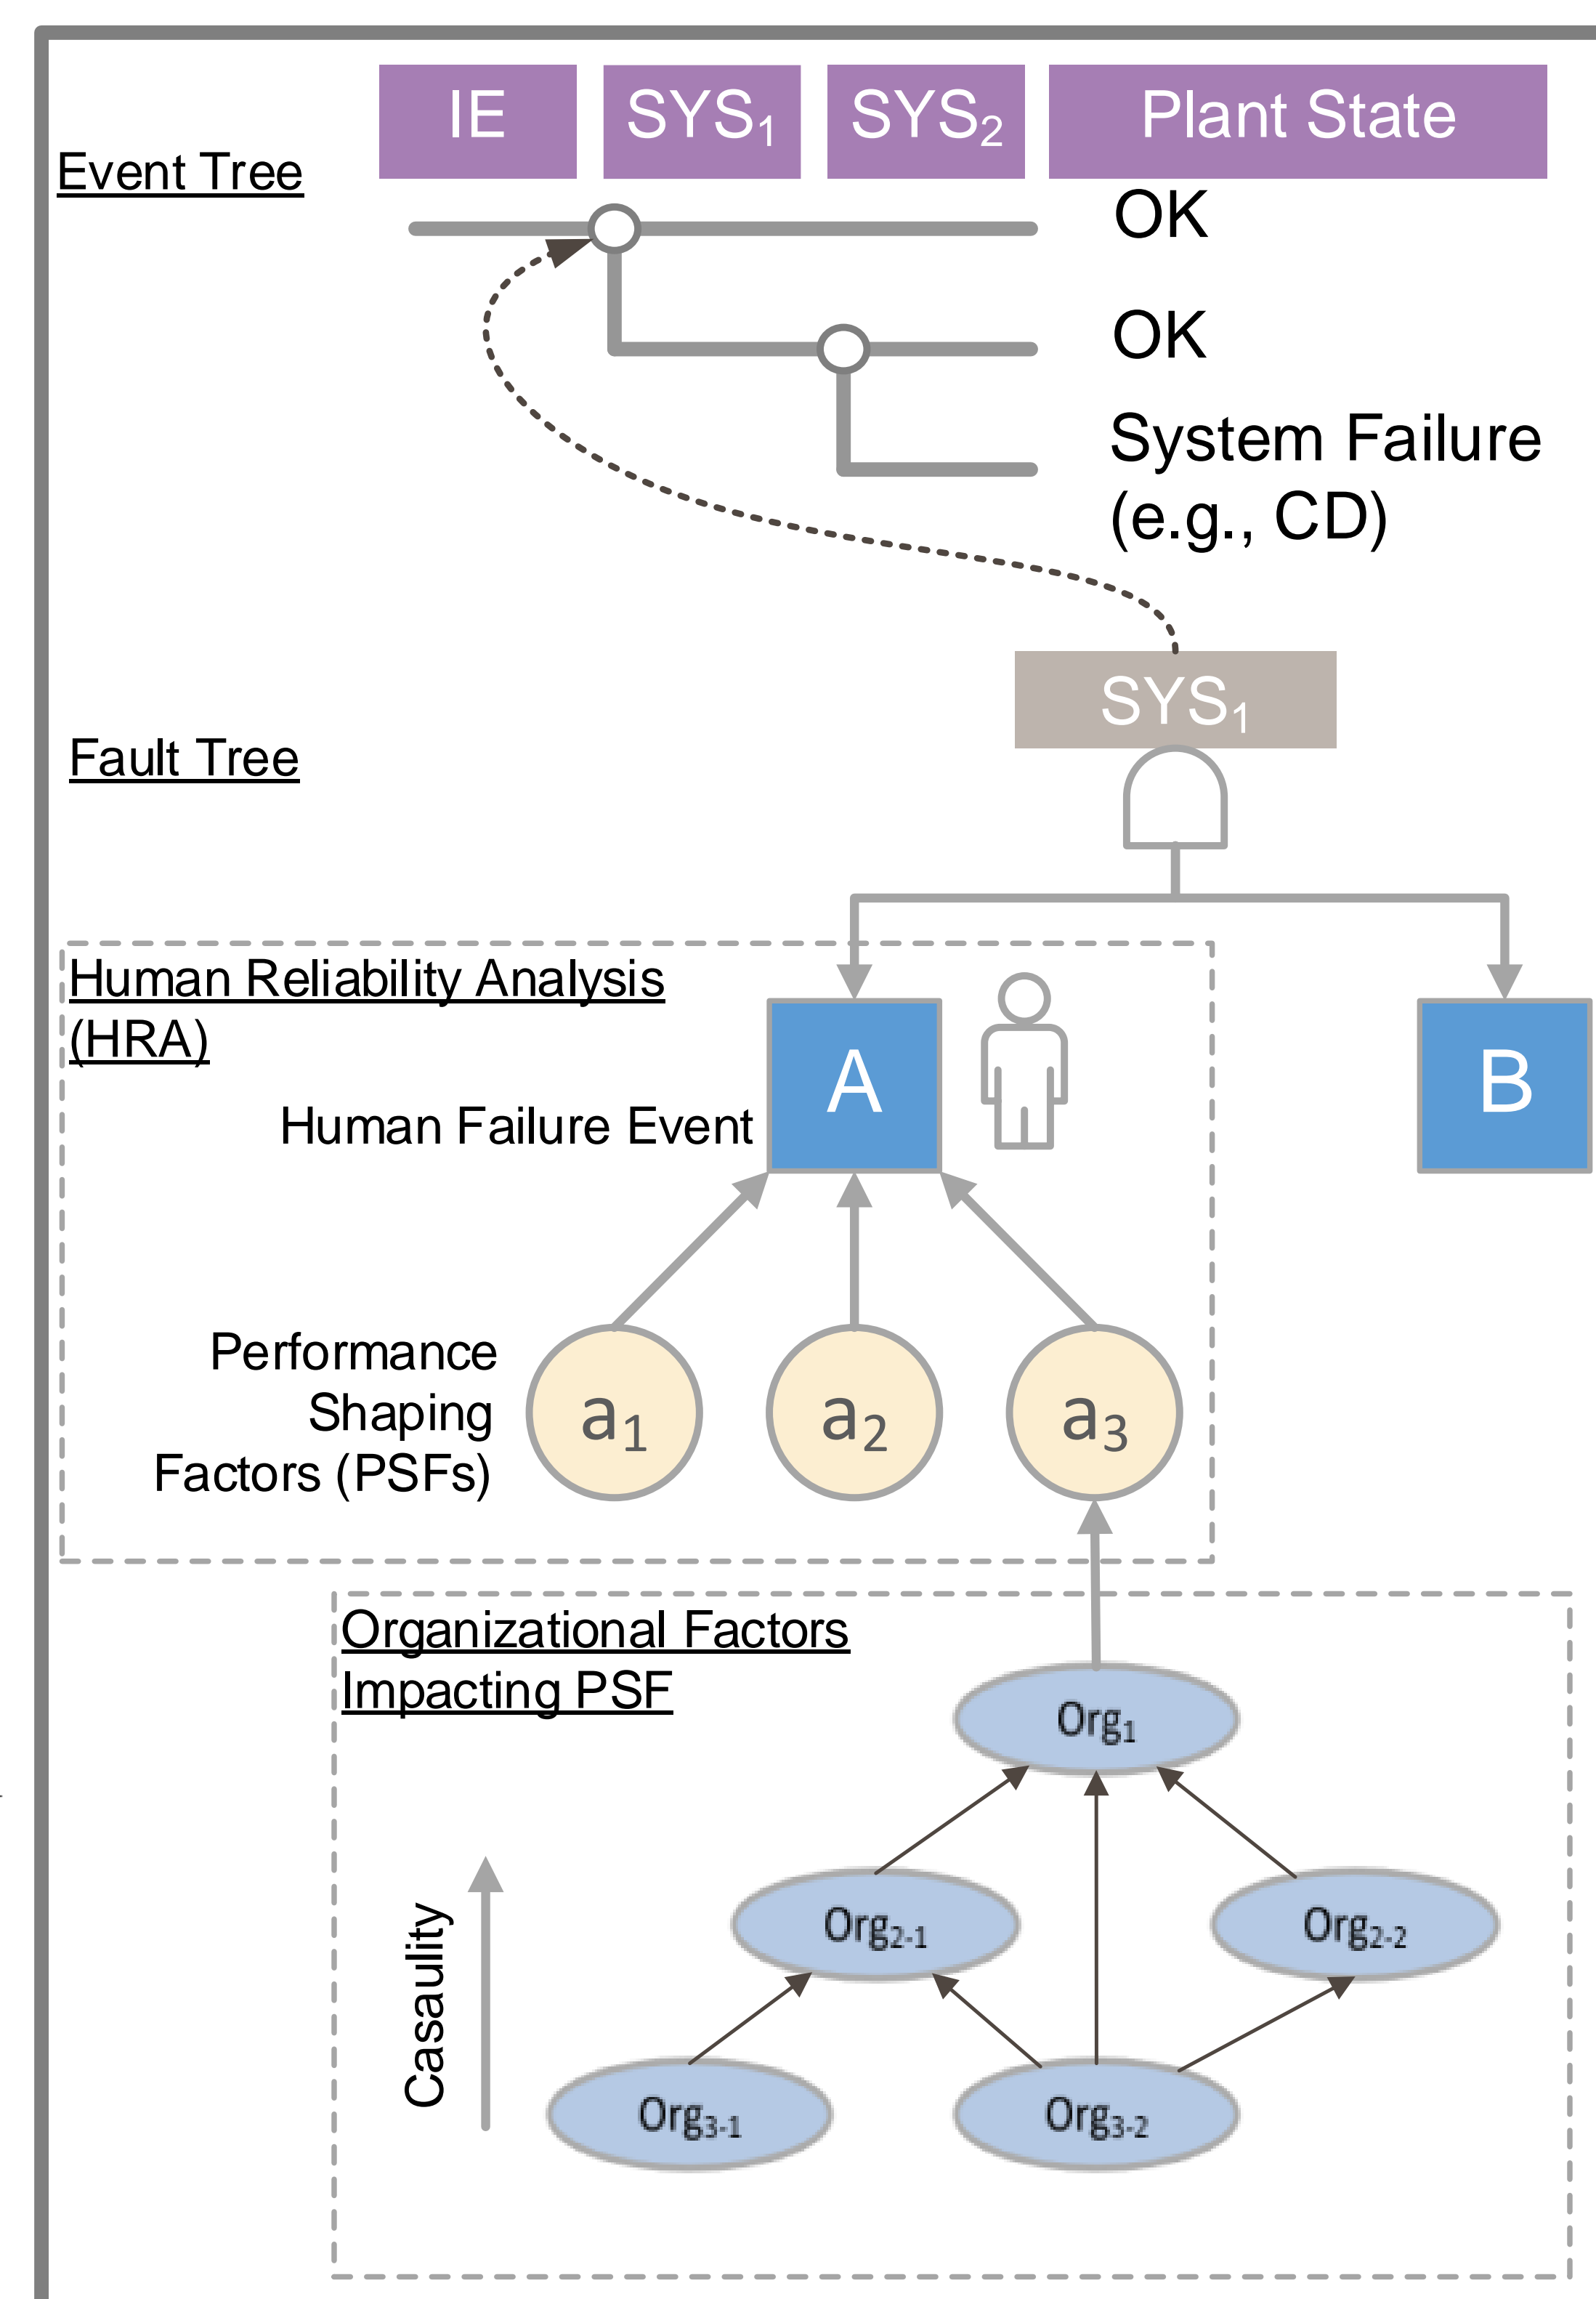 IE SYS₁ SYS₂ Plant State
Event Tree
OK
OK
System Failure
(e.g., CD)
SYS₁
Fault Tree
Human Reliability Analysis
(HRA)
A
B
Human Failure Event
Performance
Shaping
Factors (PSFs)
a₁ a₂ a₃
Organizational Factors
Impacting PSF
Org₁
Casaulity
Org₂₋₁ Org₂₋₂
Org₃₋₁ Org₃₋₂